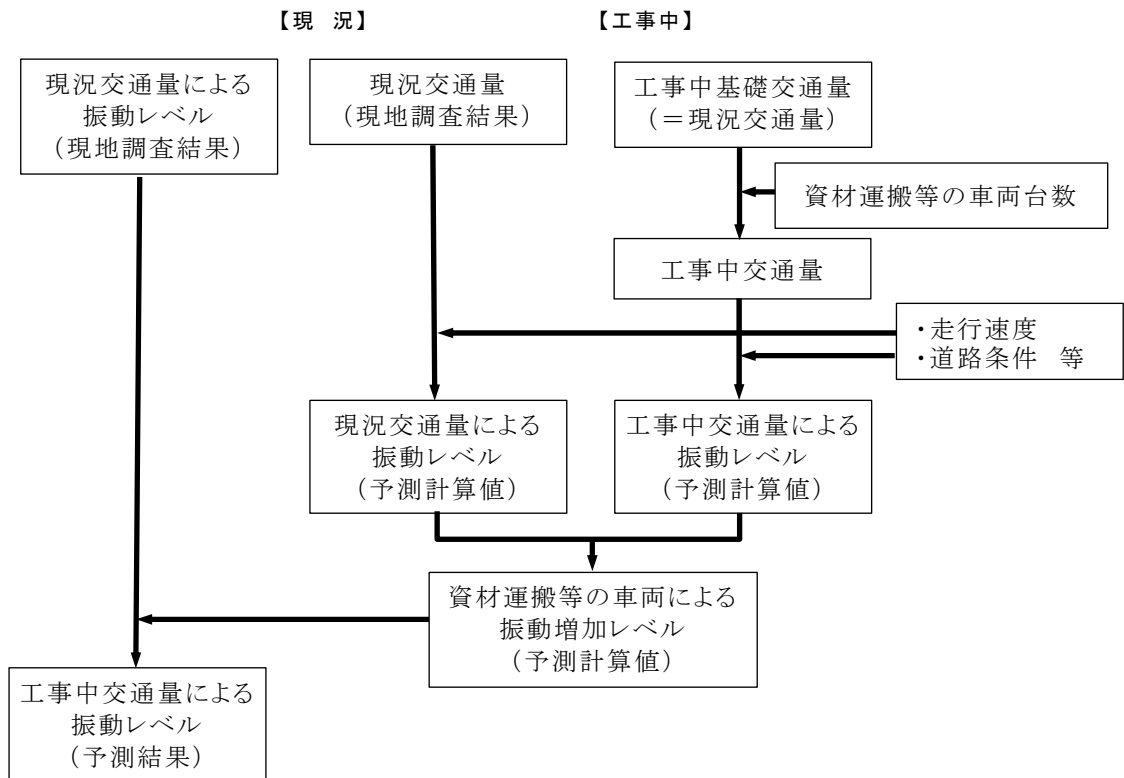 【現　況】
【工事中】
現況交通量による
振動レベル
（現地調査結果）
現況交通量
（現地調査結果）
工事中基礎交通量
（＝現況交通量）
資材運搬等の車両台数
工事中交通量
・走行速度
・道路条件　等
現況交通量による
振動レベル
（予測計算値）
工事中交通量による
振動レベル
（予測計算値）
資材運搬等の車両による
振動増加レベル
（予測計算値）
工事中交通量による
振動レベル
（予測結果）